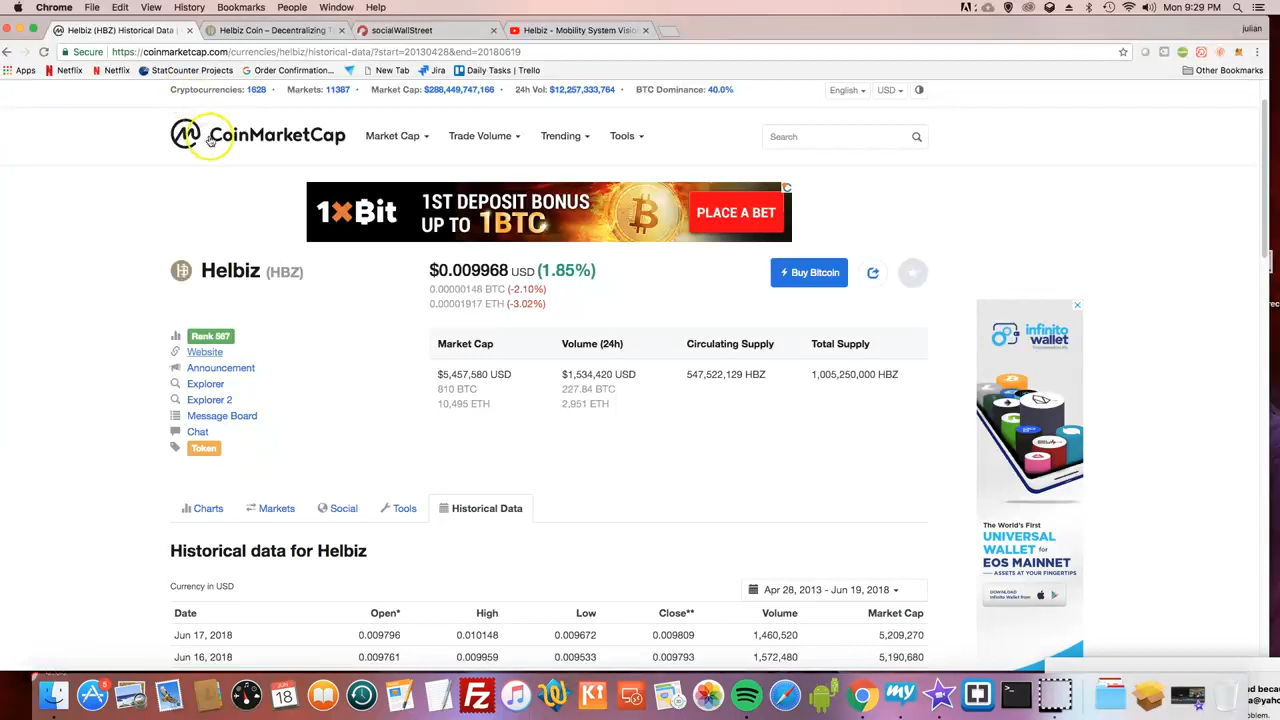 Chrome File Edit View History Bookmarks People Window Help Mon 9:29 PM
Helbiz (HBZ) Historical Data Helbiz Coin – Decentralizing T socialWallStreet Helbiz - Mobility System Visio julian
Secure https://coinmarketcap.com/currencies/helbiz/historical-data/?start=20130428&end=20180619
Apps Netflix Netflix StatCounter Projects Order Confirmation... New Tab Jira Daily Tasks | Trello Other Bookmarks
Cryptocurrencies: 1628 Markets: 11387 Market Cap: $288,449,747,166 24h Vol: $12,257,333,764 BTC Dominance: 40.0% English USD
CoinMarketCap Market Cap Trade Volume Trending Tools Search
1XBit 1ST DEPOSIT BONUS UP TO 1BTC PLACE A BET
Helbiz (HBZ) $0.009968 USD (1.85%) Buy Bitcoin
0.00000148 BTC (-2.10%)
0.00001917 ETH (-3.02%)
Rank 567
Website
Announcement
Explorer
Explorer 2
Message Board
Chat
Token
Market Cap Volume (24h) Circulating Supply Total Supply
$5,457,580 USD $1,534,420 USD 547,522,129 HBZ 1,005,250,000 HBZ
810 BTC 227.84 BTC
10,495 ETH 2,951 ETH
infinito
wallet
The World's First
UNIVERSAL
WALLET for
EOS MAINNET
ASSETS AT YOUR FINGERTIPS
Charts Markets Social Tools Historical Data
Historical data for Helbiz
Currency in USD Apr 28, 2013 - Jun 19, 2018
Date Open* High Low Close** Volume Market Cap
Jun 17, 2018 0.009796 0.010148 0.009672 0.009809 1,460,520 5,209,270
Jun 16, 2018 0.009761 0.009959 0.009533 0.009793 1,572,480 5,190,680